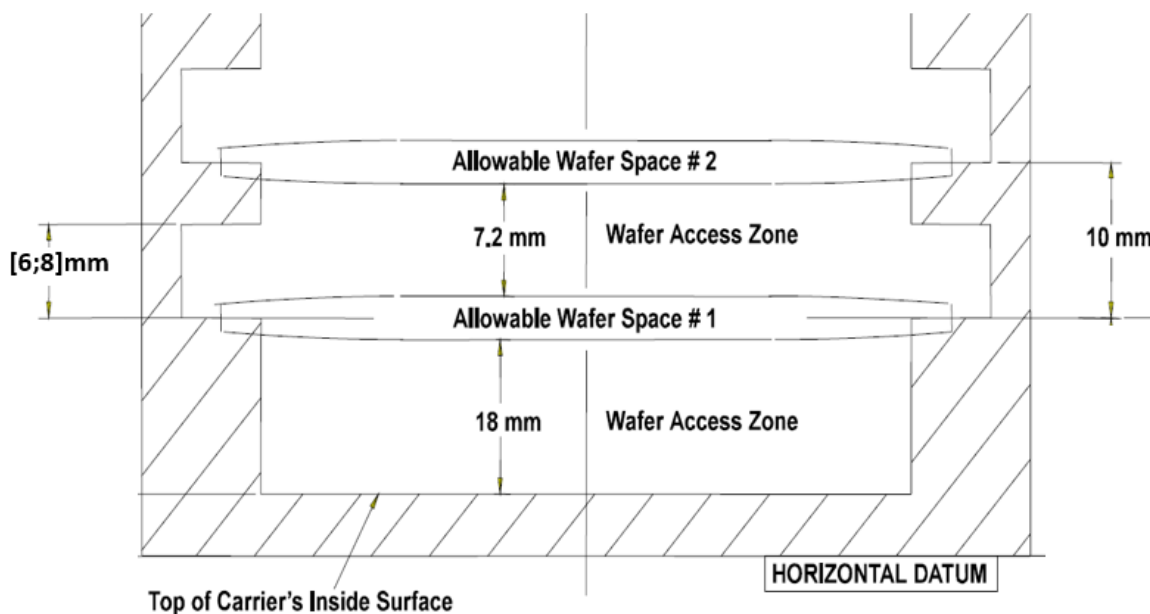 Allowable Wafer Space # 2
7.2 mm
Wafer Access Zone
10 mm
[6;8]mm
Allowable Wafer Space # 1
18 mm
Wafer Access Zone
HORIZONTAL DATUM
Top of Carrier's Inside Surface